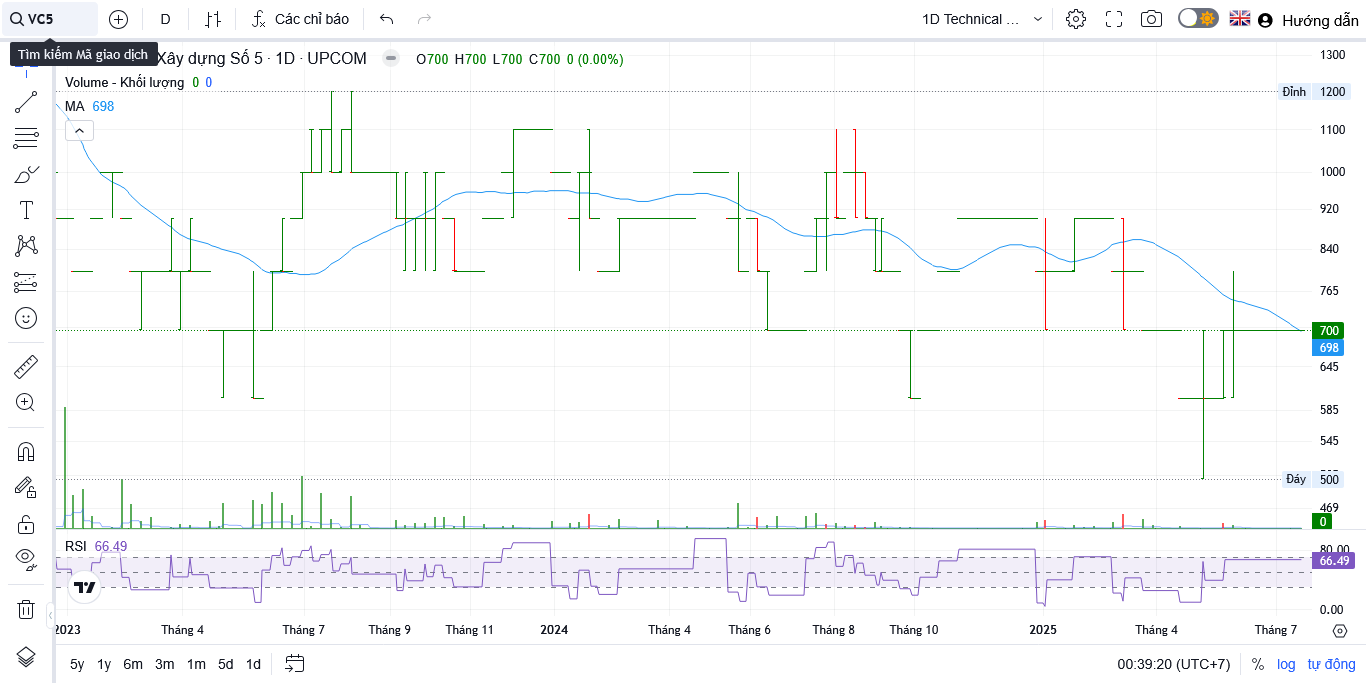 VC5
D
Các chỉ báo
1D Technical ...
Hướng dẫn
Tìm kiếm Mã giao dịch
Xây dựng Số 5 · 1D · UPCOM
O700 H700 L700 C700 0 (0.00%)
Volume - Khối lượng 0 0
MA 698
1300
Đỉnh 1200
1100
1000
920
840
765
700
698
645
585
545
Đáy 500
469
0
RSI 66.49
80.00
66.49
0.00
2023 Tháng 4 Tháng 7 Tháng 9 Tháng 11 2024 Tháng 4 Tháng 6 Tháng 8 Tháng 10 2025 Tháng 4 Tháng 7
5y 1y 6m 3m 1m 5d 1d
00:39:20 (UTC+7) % log tự động